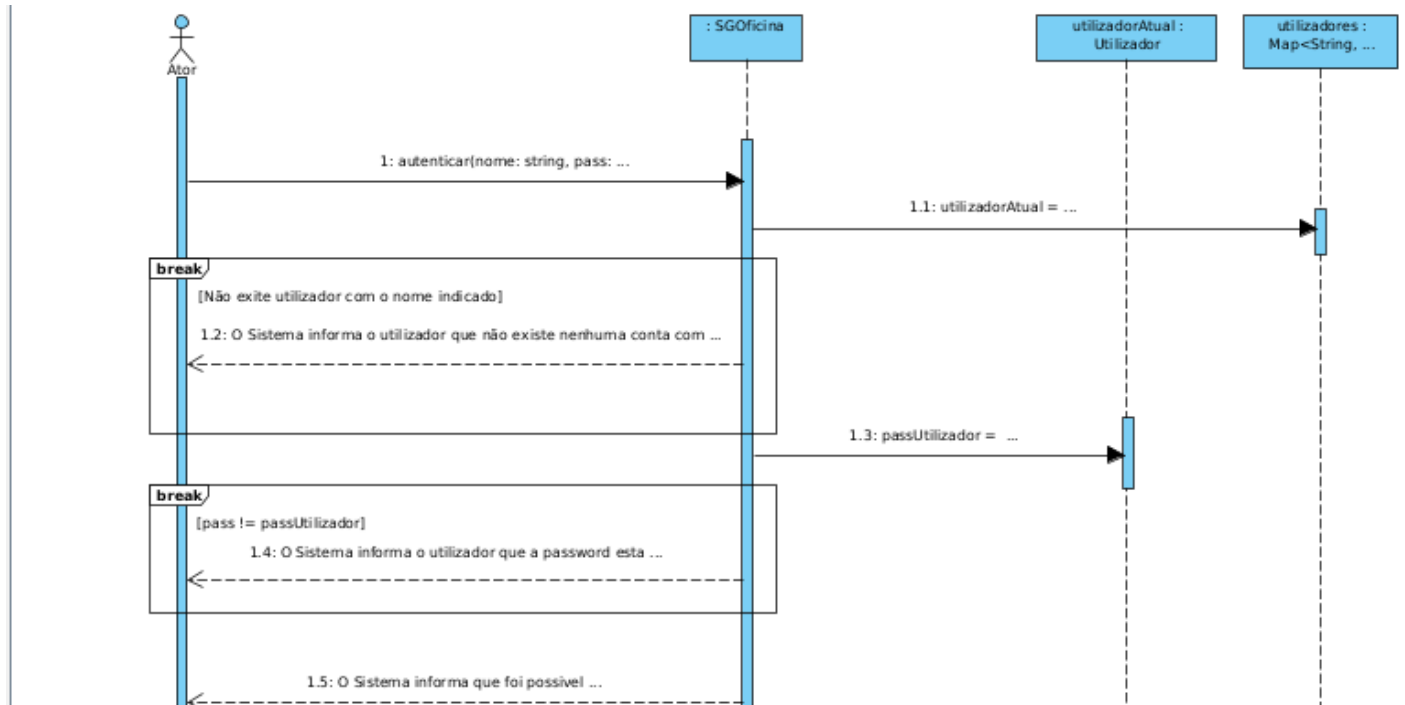 Ator
: SGOficina
utilizadorAtual :
Utilizador
utilizadores :
Map<String, ...
1: autenticar(nome: string, pass: ...
1.1: utilizadorAtual = ...
break
[Não exite utilizador com o nome indicado]
1.2: O Sistema informa o utilizador que não existe nenhuma conta com ...
1.3: passUtilizador = ...
break
[pass != passUtilizador]
1.4: O Sistema informa o utilizador que a password esta ...
1.5: O Sistema informa que foi possivel ...